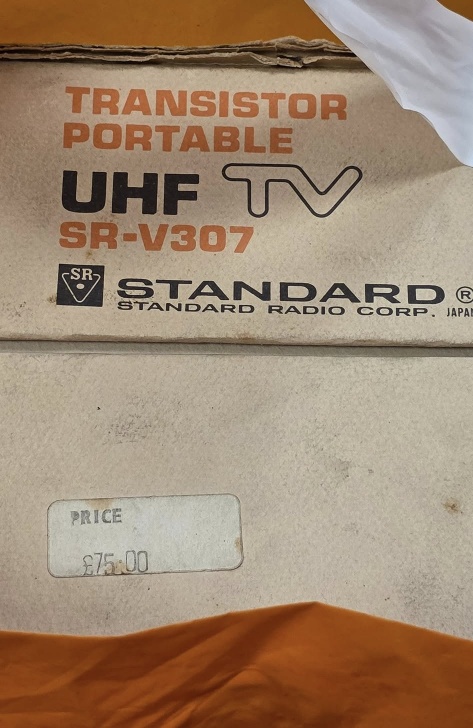 TRANSISTOR
PORTABLE
UHF TV
SR-V307
SR STANDARD ®
STANDARD RADIO CORP. JAPAN
PRICE
£75.00